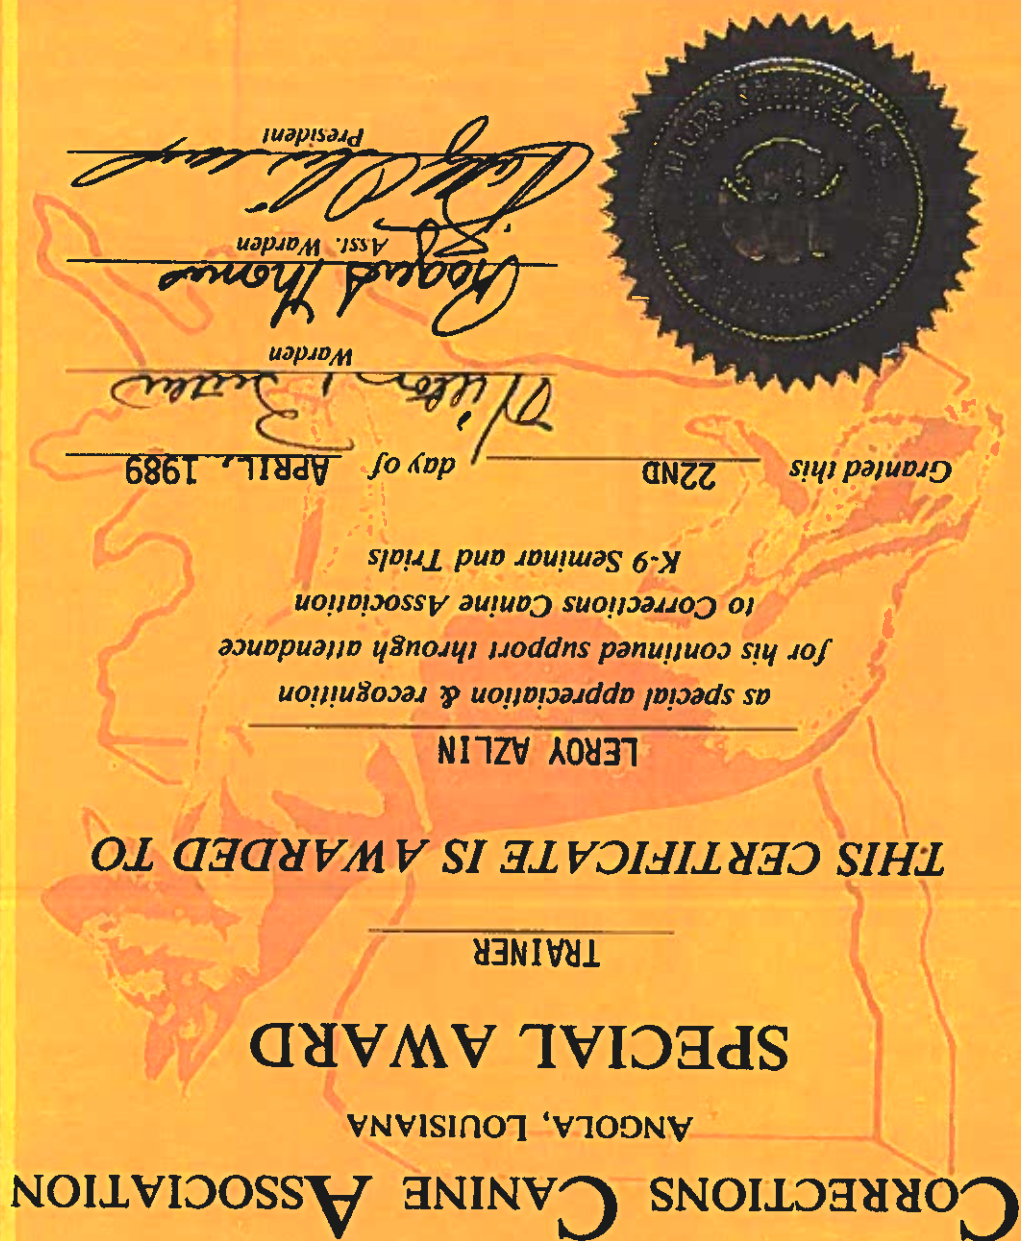 CORRECTIONS CANINE ASSOCIATION
ANGOLA, LOUISIANA
SPECIAL AWARD
TRAINER
THIS CERTIFICATE IS AWARDED TO
LEROY AZLIN
as special appreciation & recognition
for his continued support through attendance
to Corrections Canine Association
K-9 Seminar and Trials
Granted this 22ND day of APRIL, 1989
Warden
Thomas
Asst. Warden
President